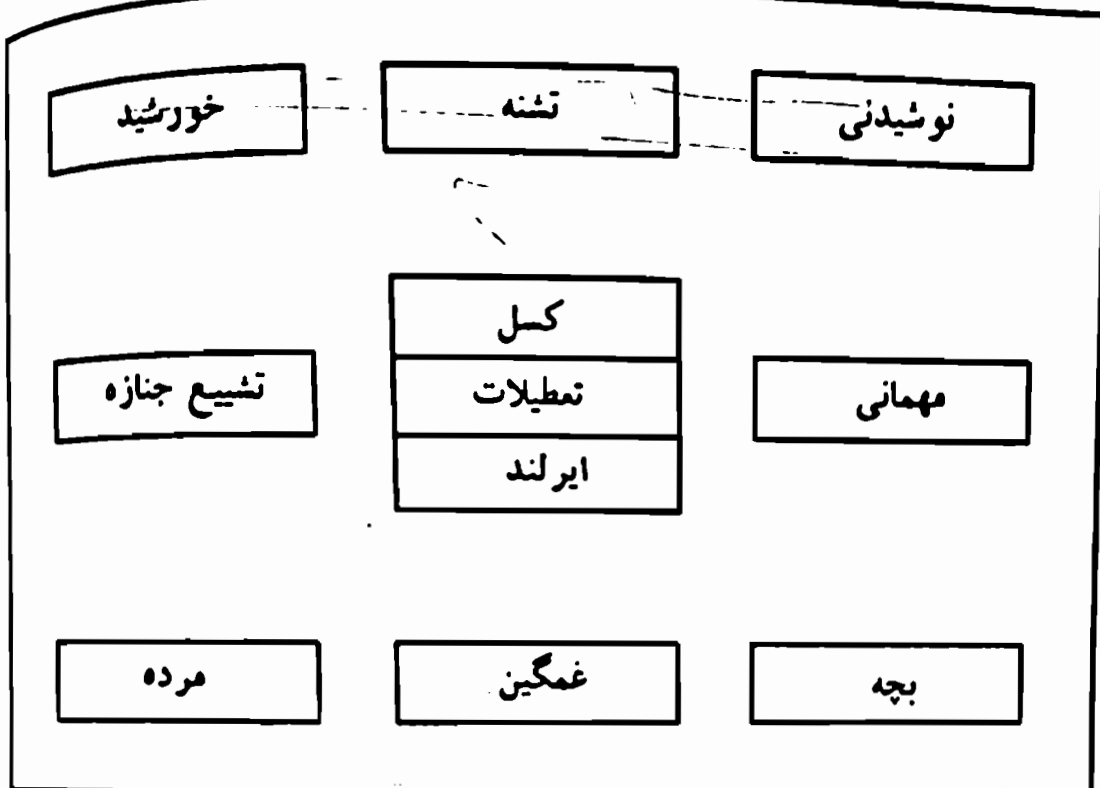 نوشیدنی
تشنه
خورشید
کسل
مهمانی
تعطیلات
تشییع جنازه
ایرلند
بچه
غمگین
مرده